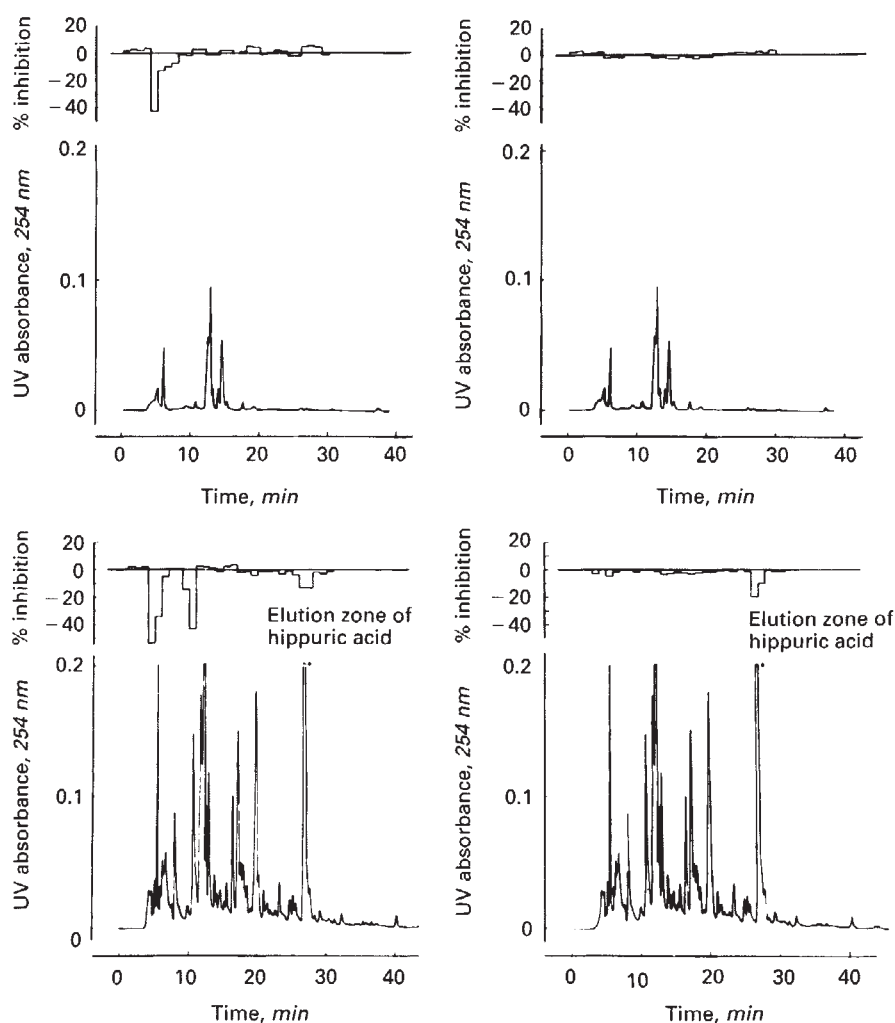 % inhibition
20
0
−20
−40
UV absorbance, 254 nm
0.2
0.1
0
0 10 20 30 40
Time, min
% inhibition
20
0
−20
−40
UV absorbance, 254 nm
0.2
0.1
0
0 10 20 30 40
Time, min
% inhibition
20
0
−20
−40
Elution zone of
hippuric acid
UV absorbance, 254 nm
0.2
0.1
0
0 10 20 30 40
Time, min
% inhibition
20
0
−20
−40
Elution zone of
hippuric acid
UV absorbance, 254 nm
0.2
0.1
0
0 10 20 30 40
Time, min